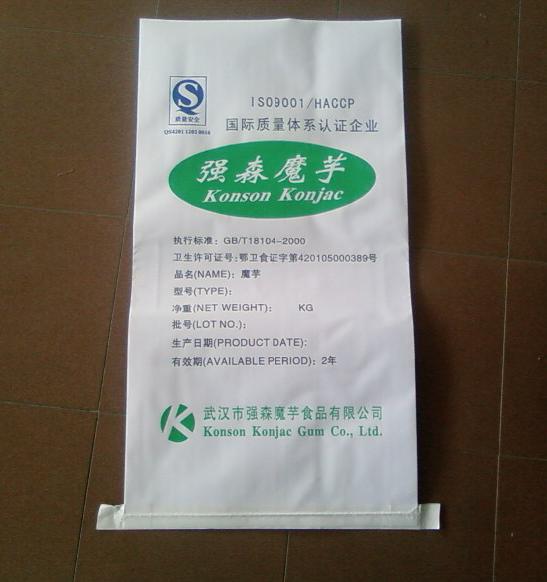 ISO9001/HACCP
国际质量体系认证企业
质量安全
QS4201 1201 0016
强森魔芋
Konson Konjac
执行标准：GB/T18104-2000
卫生许可证号：鄂卫食证字第420105000389号
品名(NAME)：魔芋
型号(TYPE)：
净重(NET WEIGHT)： KG
批号(LOT NO.)：
生产日期(PRODUCT DATE)：
有效期(AVAILABLE PERIOD)：2年
武汉市强森魔芋食品有限公司
Konson Konjac Gum Co., Ltd.